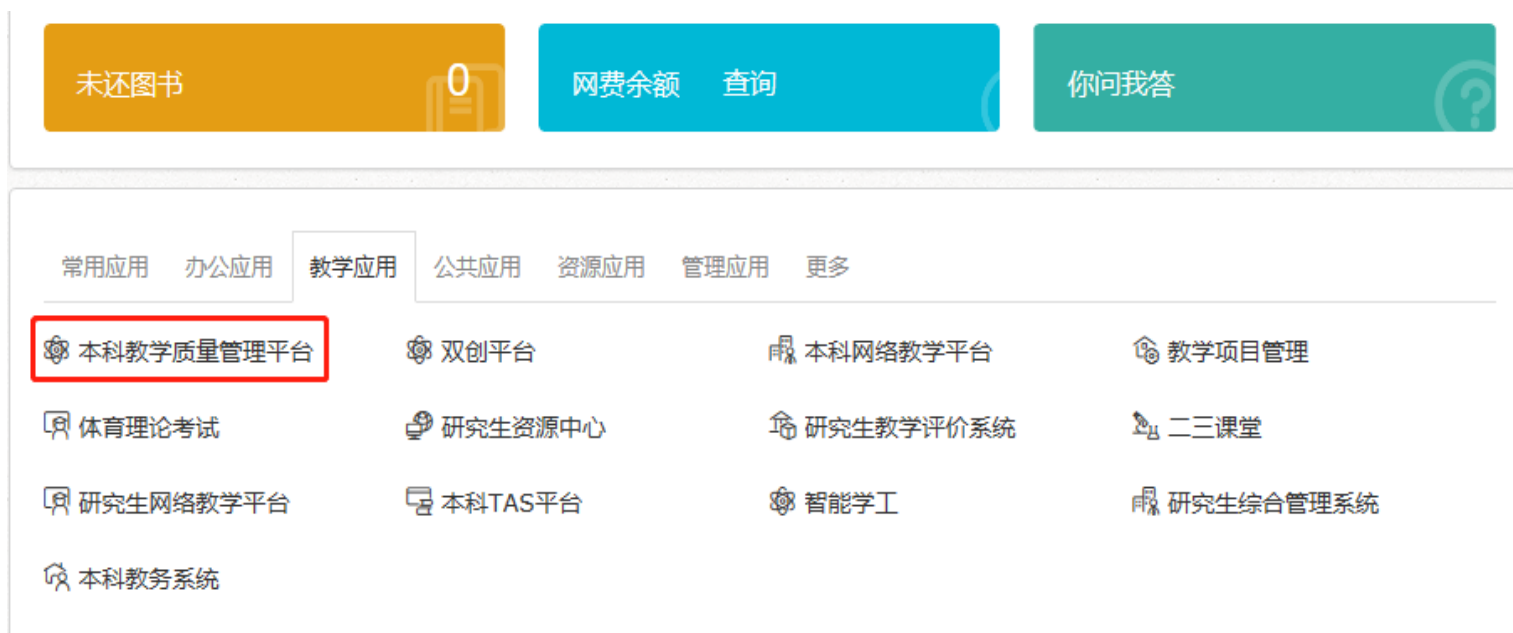 未还图书 0 网费余额 查询 你问我答
常用应用 办公应用 教学应用 公共应用 资源应用 管理应用 更多
本科教学质量管理平台 双创平台 本科网络教学平台 教学项目管理
体育理论考试 研究生资源中心 研究生教学评价系统 二三课堂
研究生网络教学平台 本科TAS平台 智能学工 研究生综合管理系统
本科教务系统